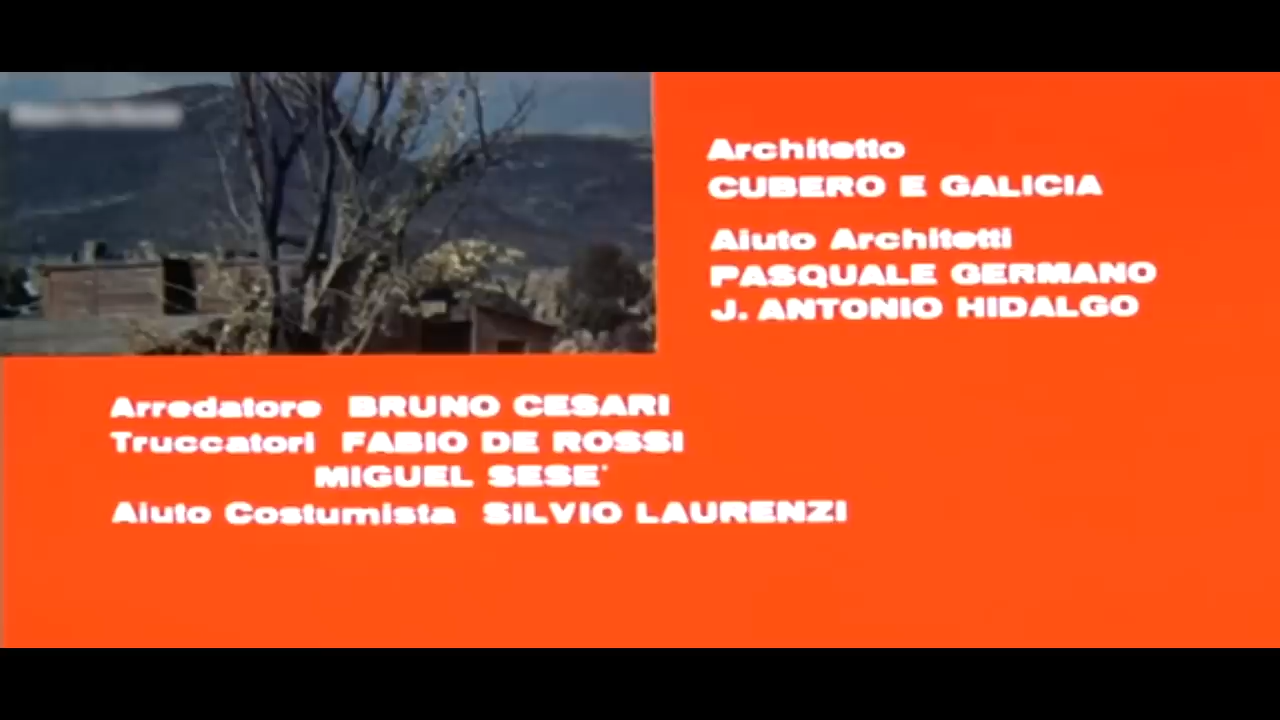 Architetto
CUBERO E GALICIA
Aiuto Architetti
PASQUALE GERMANO
J. ANTONIO HIDALGO
Arredatore BRUNO CESARI
Truccatori FABIO DE ROSSI
MIGUEL SESE'
Aiuto Costumista SILVIO LAURENZI